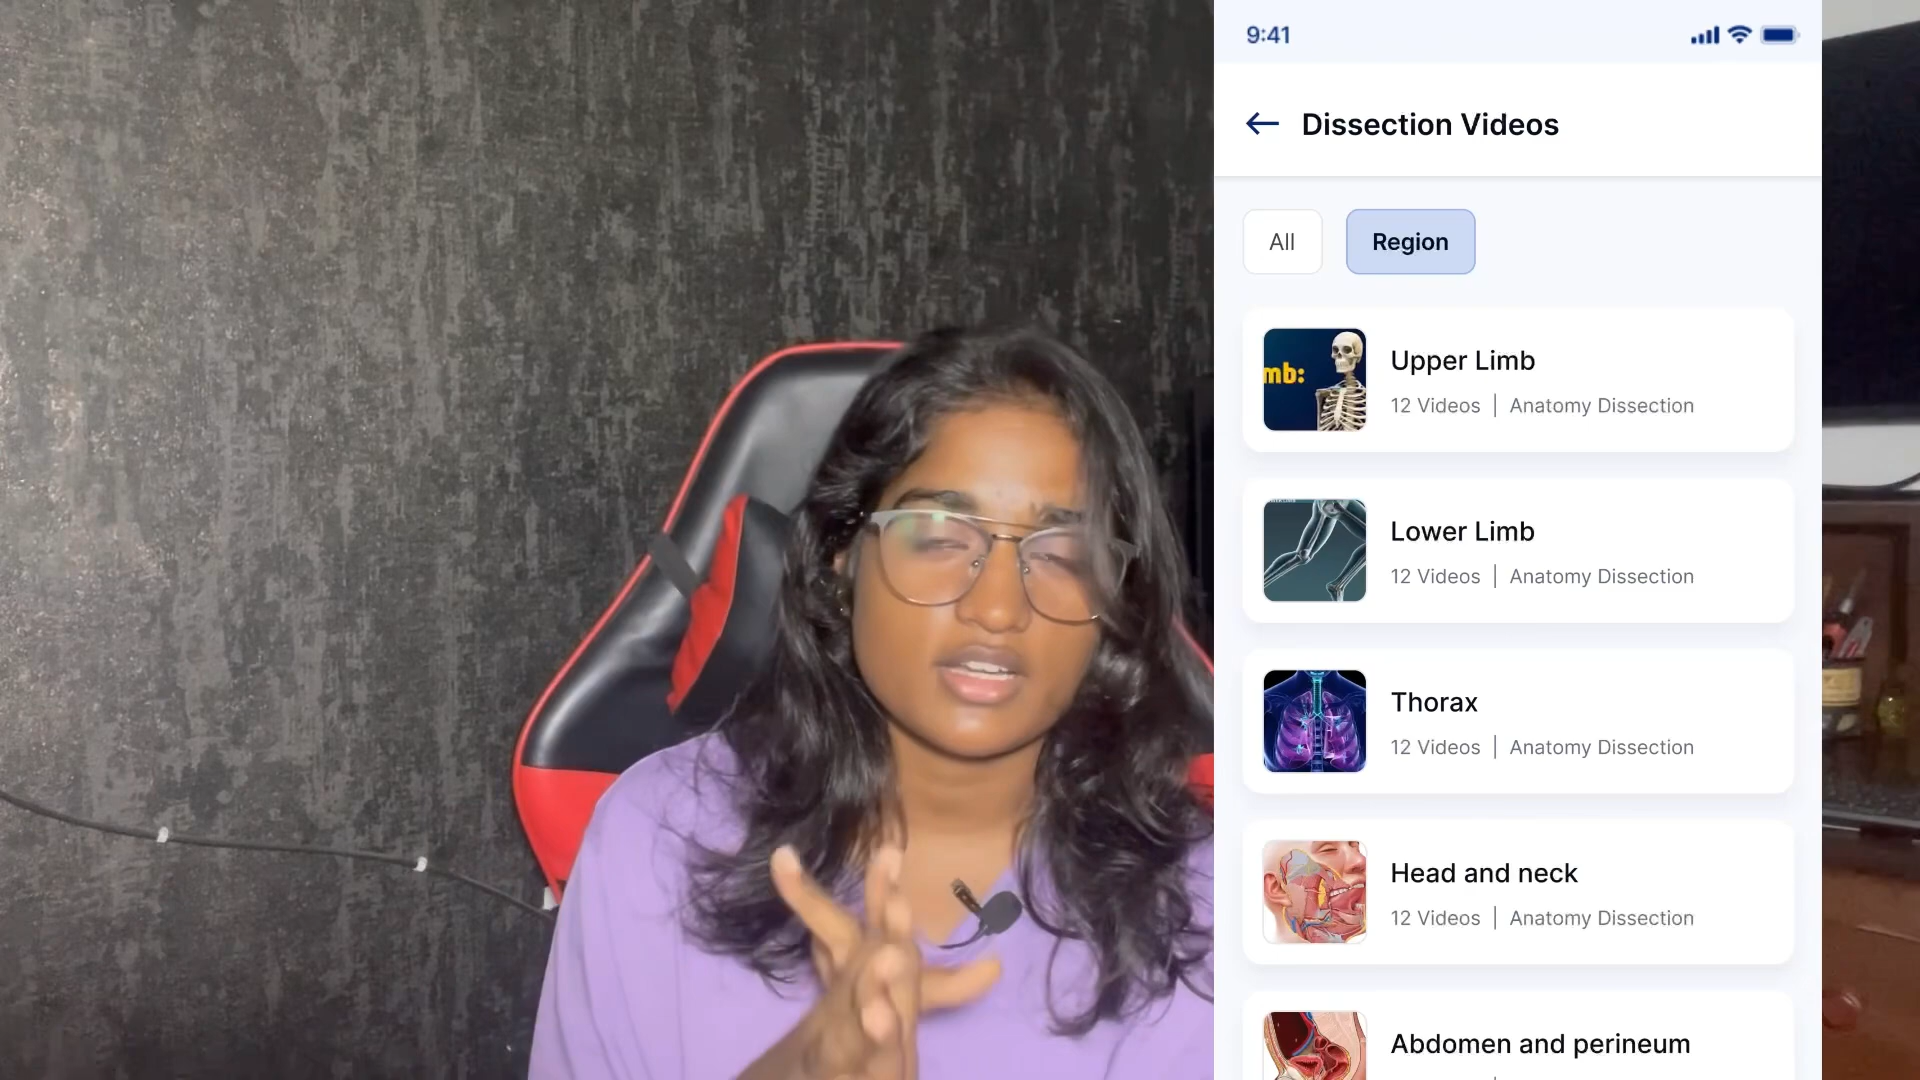 9:41
Dissection Videos
All
Region
mb:
Upper Limb
12 Videos | Anatomy Dissection
Lower Limb
12 Videos | Anatomy Dissection
Thorax
12 Videos | Anatomy Dissection
Head and neck
12 Videos | Anatomy Dissection
Abdomen and perineum